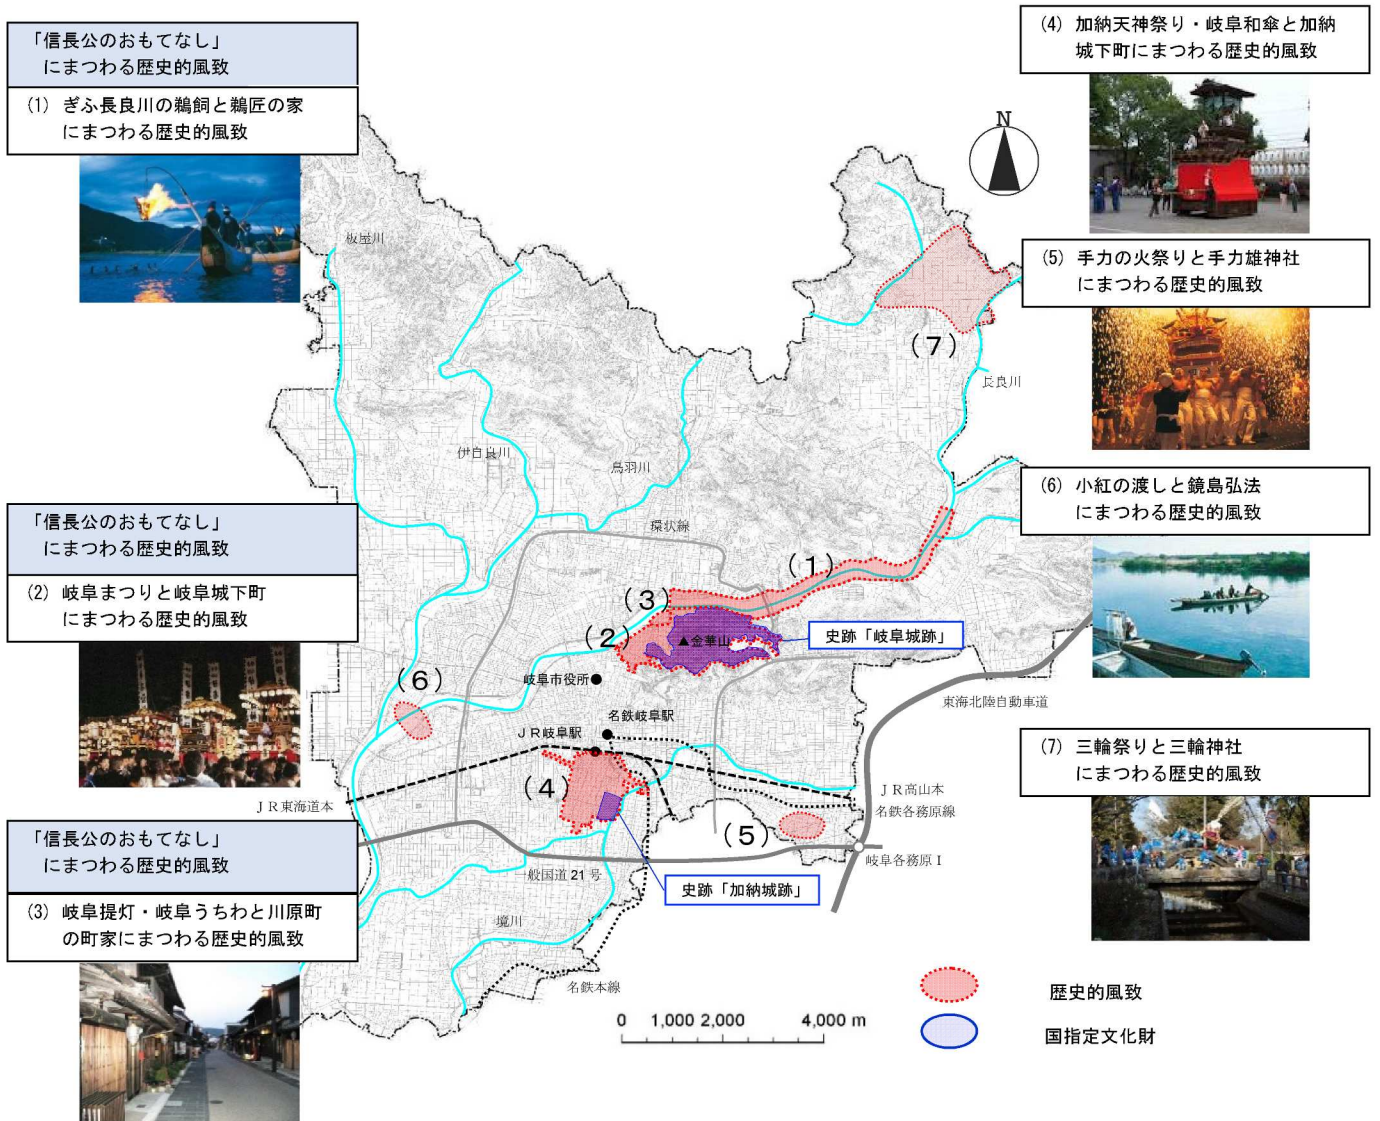 「信長公のおもてなし」
にまつわる歴史的風致
(1) ぎふ長良川の鵜飼と鵜匠の家
にまつわる歴史的風致
「信長公のおもてなし」
にまつわる歴史的風致
(2) 岐阜まつりと岐阜城下町
にまつわる歴史的風致
「信長公のおもてなし」
にまつわる歴史的風致
(3) 岐阜提灯・岐阜うちわと川原町
の町家にまつわる歴史的風致
(4) 加納天神祭り・岐阜和傘と加納
城下町にまつわる歴史的風致
(5) 手力の火祭りと手力雄神社
にまつわる歴史的風致
(6) 小紅の渡しと鏡島弘法
にまつわる歴史的風致
(7) 三輪祭りと三輪神社
にまつわる歴史的風致
N
板屋川
(7)
長良川
伊自良川
鳥羽川
環状線
(1)
(3)
(2)
▲金華山
史跡「岐阜城跡」
(6)
岐阜市役所
東海北陸自動車道
名鉄岐阜駅
JR岐阜駅
(4)
JR東海道本
JR高山本
名鉄各務原線
(5)
岐阜各務原I
一般国道21号
史跡「加納城跡」
境川
名鉄本線
0 1,000 2,000 4,000 m
歴史的風致
国指定文化財